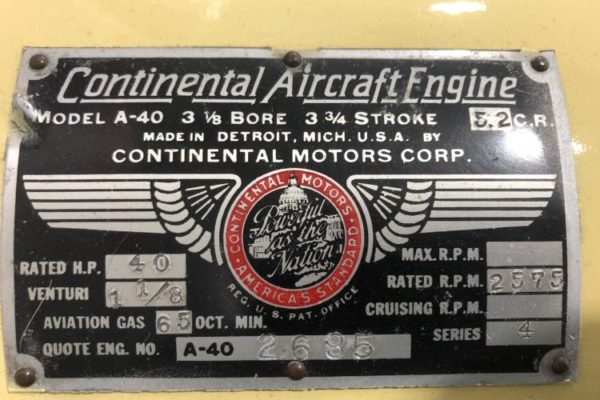 Continental Aircraft Engine
MODEL A-40 3 1/8 BORE 3 3/4 STROKE 5.2 C.R.
MADE IN DETROIT, MICH. U.S.A. BY
CONTINENTAL MOTORS CORP.
CONTINENTAL MOTORS
Powerful
as the
Nation
AMERICA'S STANDARD
REG. U.S. PAT. OFFICE
RATED H.P. 40
VENTURI 1 1/8
AVIATION GAS 65 OCT. MIN.
QUOTE ENG. NO. A-40 2695
MAX. R.P.M.
RATED R.P.M. 2575
CRUISING R.P.M.
SERIES 4